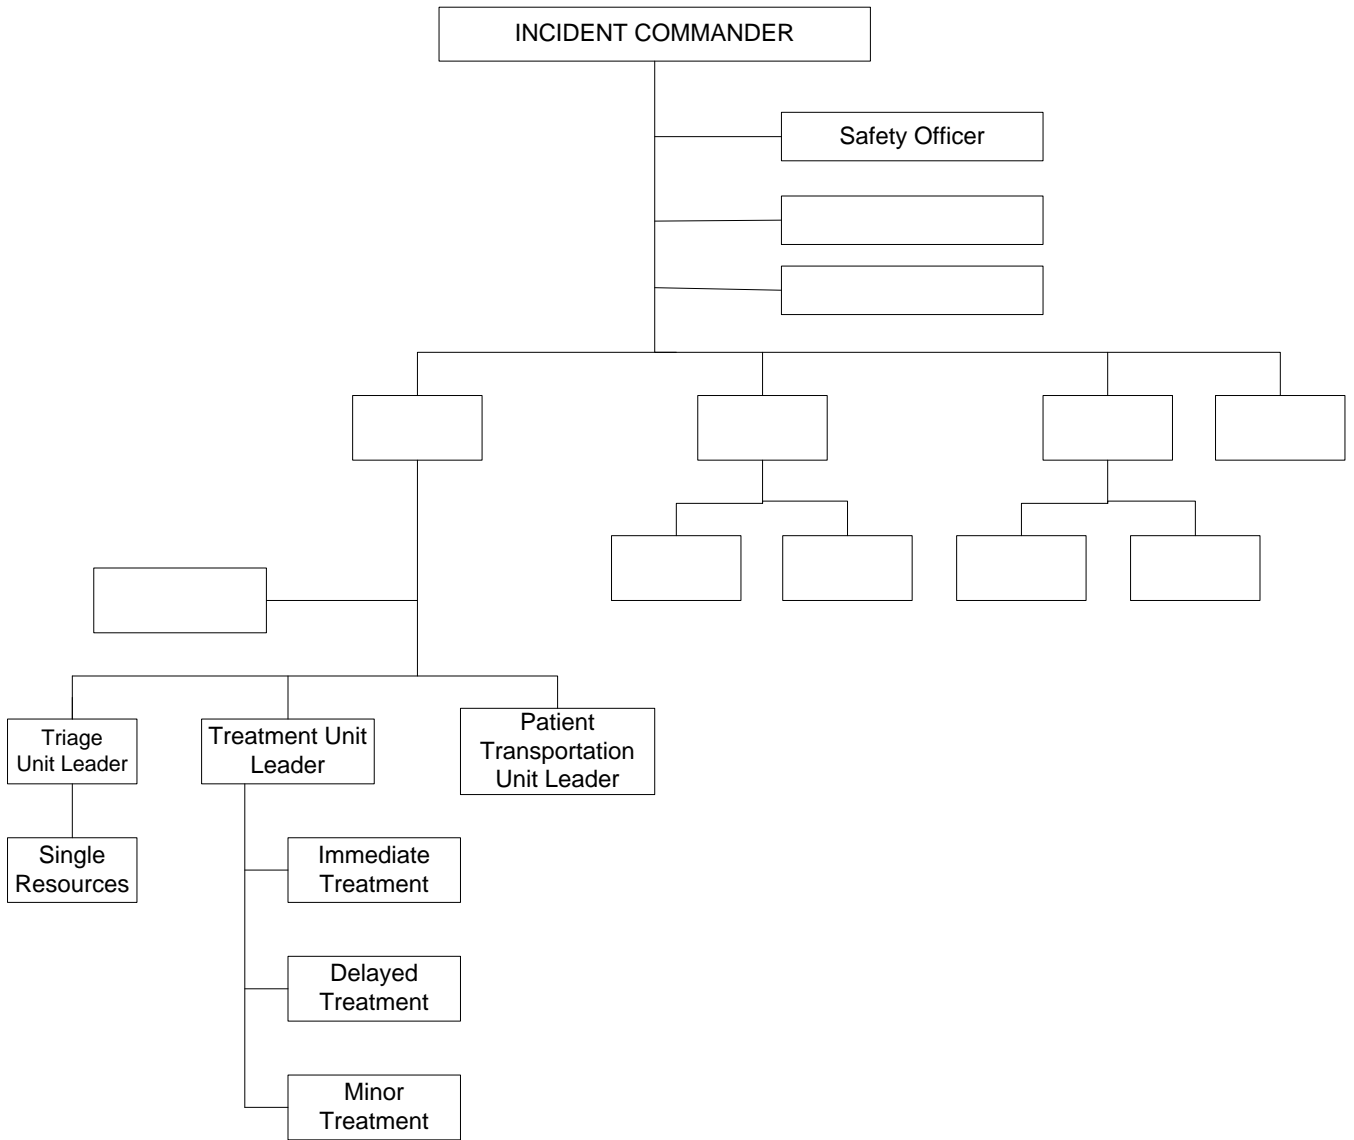 INCIDENT COMMANDER
Safety Officer
Triage
Unit Leader
Treatment Unit
Leader
Patient
Transportation
Unit Leader
Single
Resources
Immediate
Treatment
Delayed
Treatment
Minor
Treatment